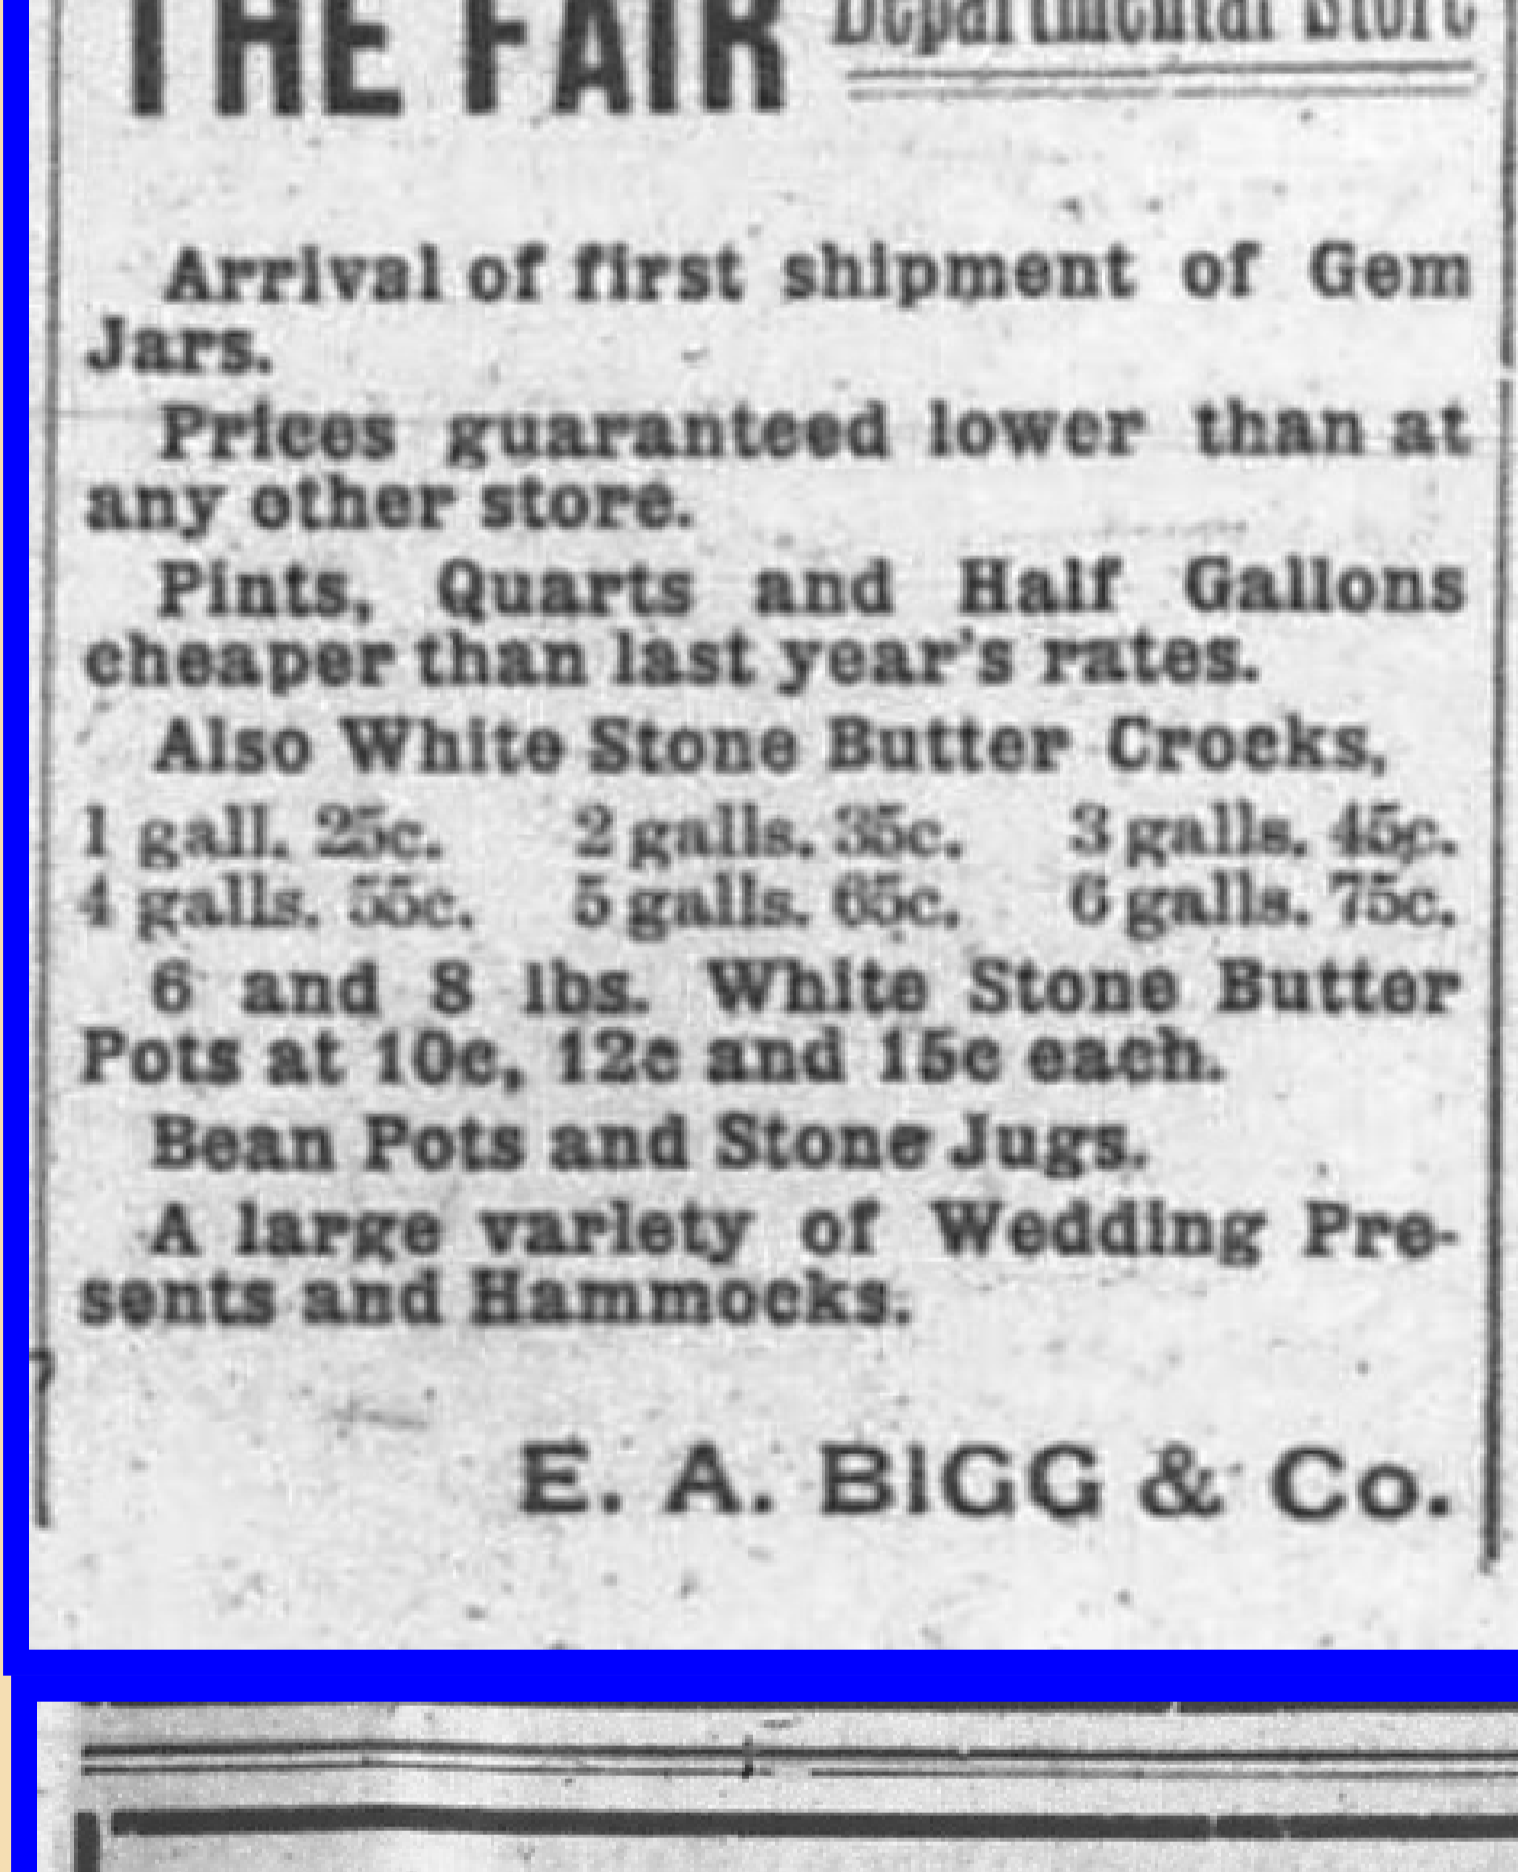 THE FAIR Departmental Store
Arrival of first shipment of Gem
Jars.
Prices guaranteed lower than at
any other store.
Pints, Quarts and Half Gallons
cheaper than last year's rates.
Also White Stone Butter Crocks,
1 gall. 25c. 2 galls. 35c. 3 galls. 45c.
4 galls. 55c. 5 galls. 65c. 6 galls. 75c.
6 and 8 lbs. White Stone Butter
Pots at 10c, 12c and 15c each.
Bean Pots and Stone Jugs.
A large variety of Wedding Pre-
sents and Hammocks.
E. A. BIGG & Co.